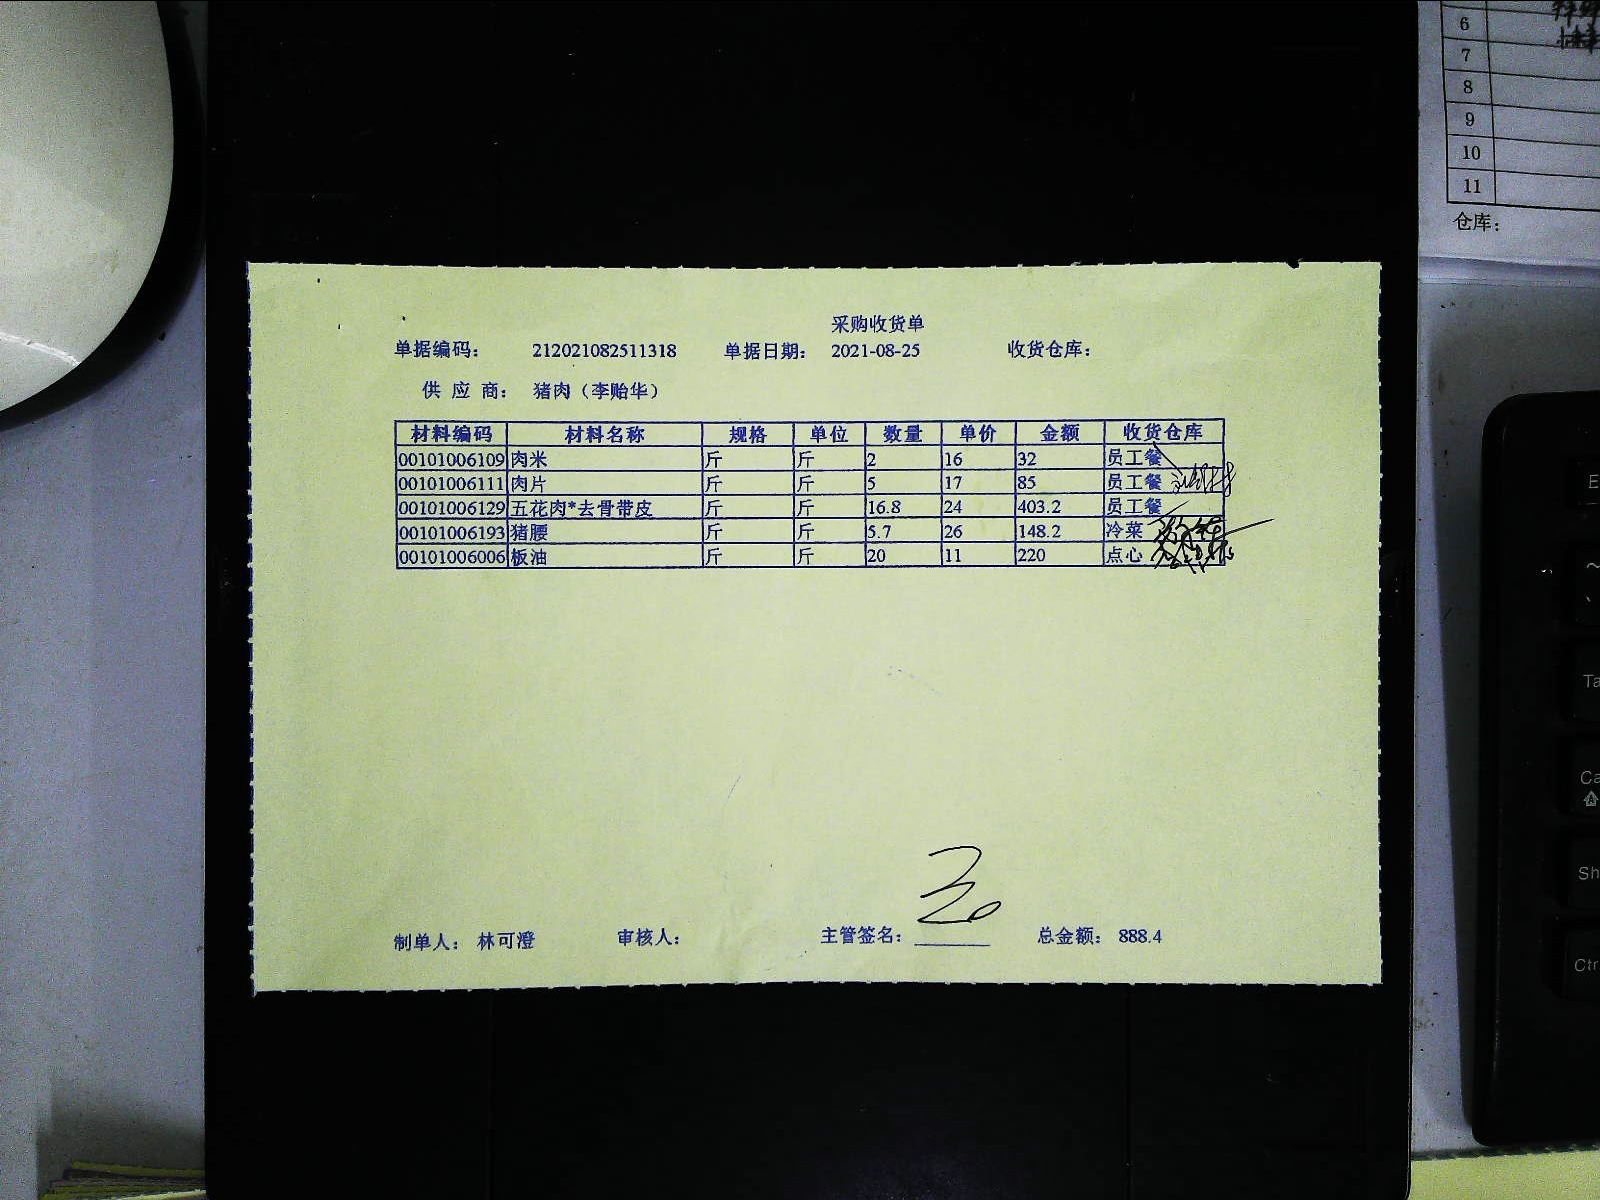 采购收货单
单据编码： 212021082511318 单据日期： 2021-08-25 收货仓库：
供 应 商： 猪肉（李贻华）
材料编码 材料名称 规格 单位 数量 单价 金额 收货仓库
00101006109 肉米 斤 斤 2 16 32 员工餐
00101006111 肉片 斤 斤 5 17 85 员工餐
00101006129 五花肉*去骨带皮 斤 斤 16.8 24 403.2 员工餐
00101006193 猪腰 斤 斤 5.7 26 148.2 冷菜
00101006006 板油 斤 斤 20 11 220 点心
制单人： 林可澄 审核人： 主管签名： 总金额： 888.4
6
7
8
9
10
11
仓库：